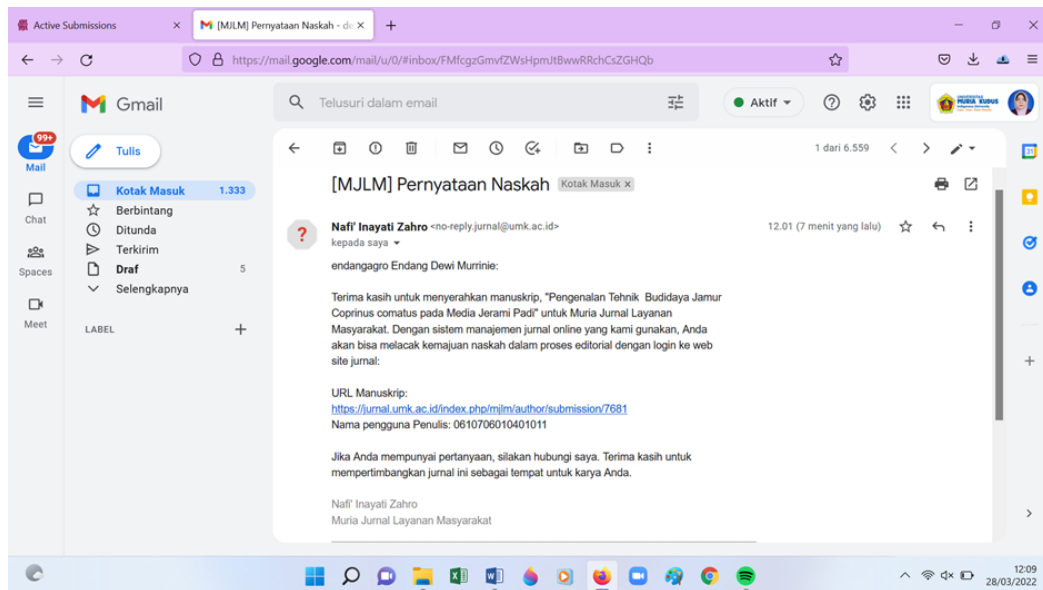 Active Submissions
[MJLM] Pernyataan Naskah - de
https://mail.google.com/mail/u/0/#inbox/FMfcgzGmvfZWsHpmJtBwwRRchCsZGHQb
Gmail
Telusuri dalam email
Aktif
UNIVERSITAS
MURIA KUDUS
99+
Mail
Chat
Spaces
Meet
Tulis
Kotak Masuk 1.333
Berbintang
Ditunda
Terkirim
Draf 5
Selengkapnya
LABEL
1 dari 6.559
[MJLM] Pernyataan Naskah Kotak Masuk x
Nafi' Inayati Zahro <no-reply.jurnal@umk.ac.id> 12.01 (7 menit yang lalu)
kepada saya
endangagro Endang Dewi Murrinie:
Terima kasih untuk menyerahkan manuskrip, "Pengenalan Tehnik Budidaya Jamur
Coprinus comatus pada Media Jerami Padi" untuk Muria Jurnal Layanan
Masyarakat. Dengan sistem manajemen jurnal online yang kami gunakan, Anda
akan bisa melacak kemajuan naskah dalam proses editorial dengan login ke web
site jurnal:
URL Manuskrip:
https://jurnal.umk.ac.id/index.php/mjlm/author/submission/7681
Nama pengguna Penulis: 0610706010401011
Jika Anda mempunyai pertanyaan, silakan hubungi saya. Terima kasih untuk
mempertimbangkan jurnal ini sebagai tempat untuk karya Anda.
Nafi' Inayati Zahro
Muria Jurnal Layanan Masyarakat
31
12:09
28/03/2022